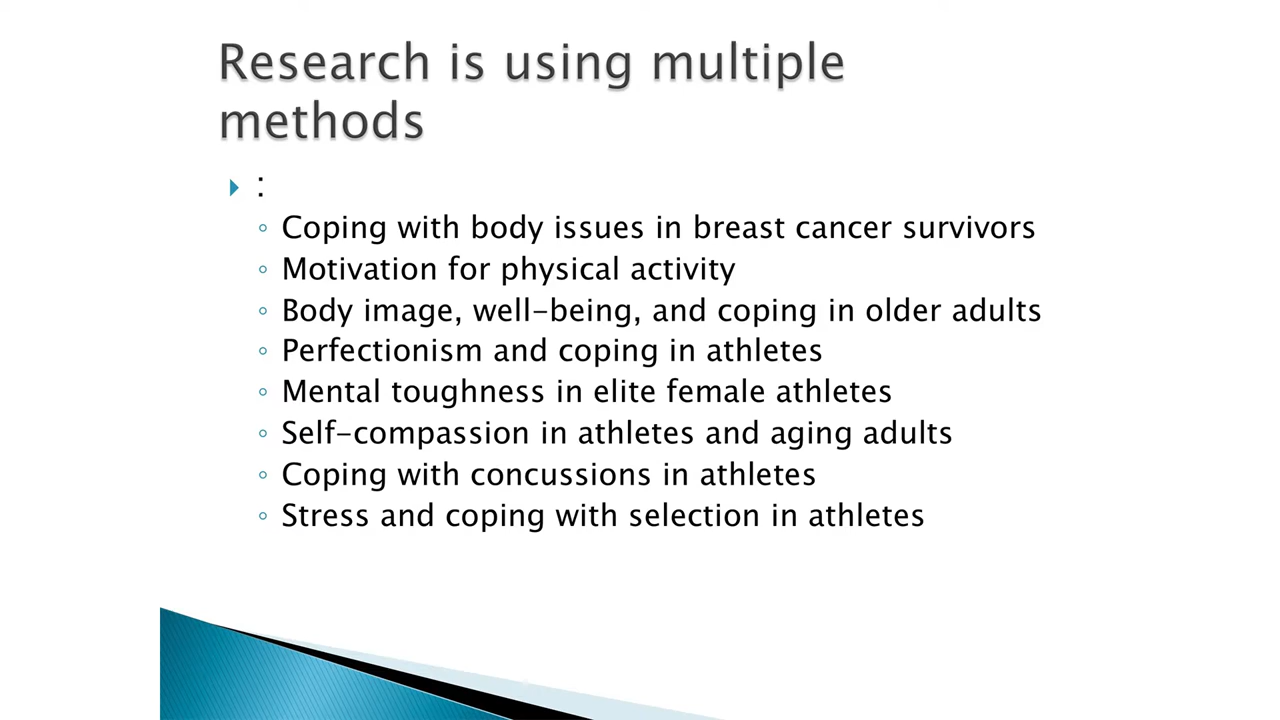 Research is using multiple
methods
:
Coping with body issues in breast cancer survivors
Motivation for physical activity
Body image, well-being, and coping in older adults
Perfectionism and coping in athletes
Mental toughness in elite female athletes
Self-compassion in athletes and aging adults
Coping with concussions in athletes
Stress and coping with selection in athletes